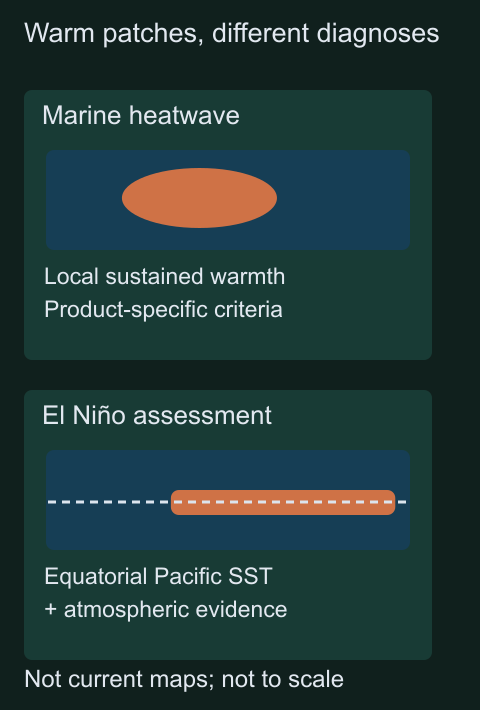 Warm patches, different diagnoses
Marine heatwave
Local sustained warmth
Product-specific criteria
El Niño assessment
Equatorial Pacific SST
+ atmospheric evidence
Not current maps; not to scale